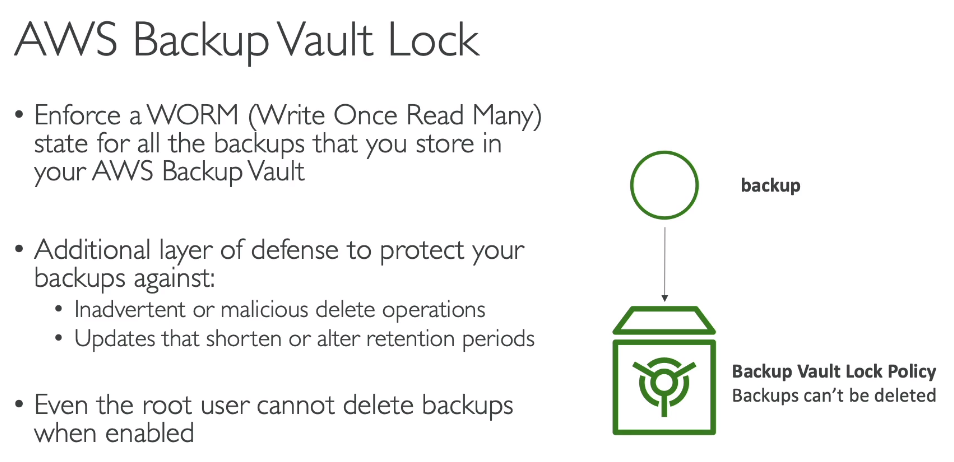 AWS Backup Vault Lock
• Enforce a WORM (Write Once Read Many)
state for all the backups that you store in
your AWS Backup Vault
• Additional layer of defense to protect your
backups against:
• Inadvertent or malicious delete operations
• Updates that shorten or alter retention periods
• Even the root user cannot delete backups
when enabled
backup
Backup Vault Lock Policy
Backups can't be deleted